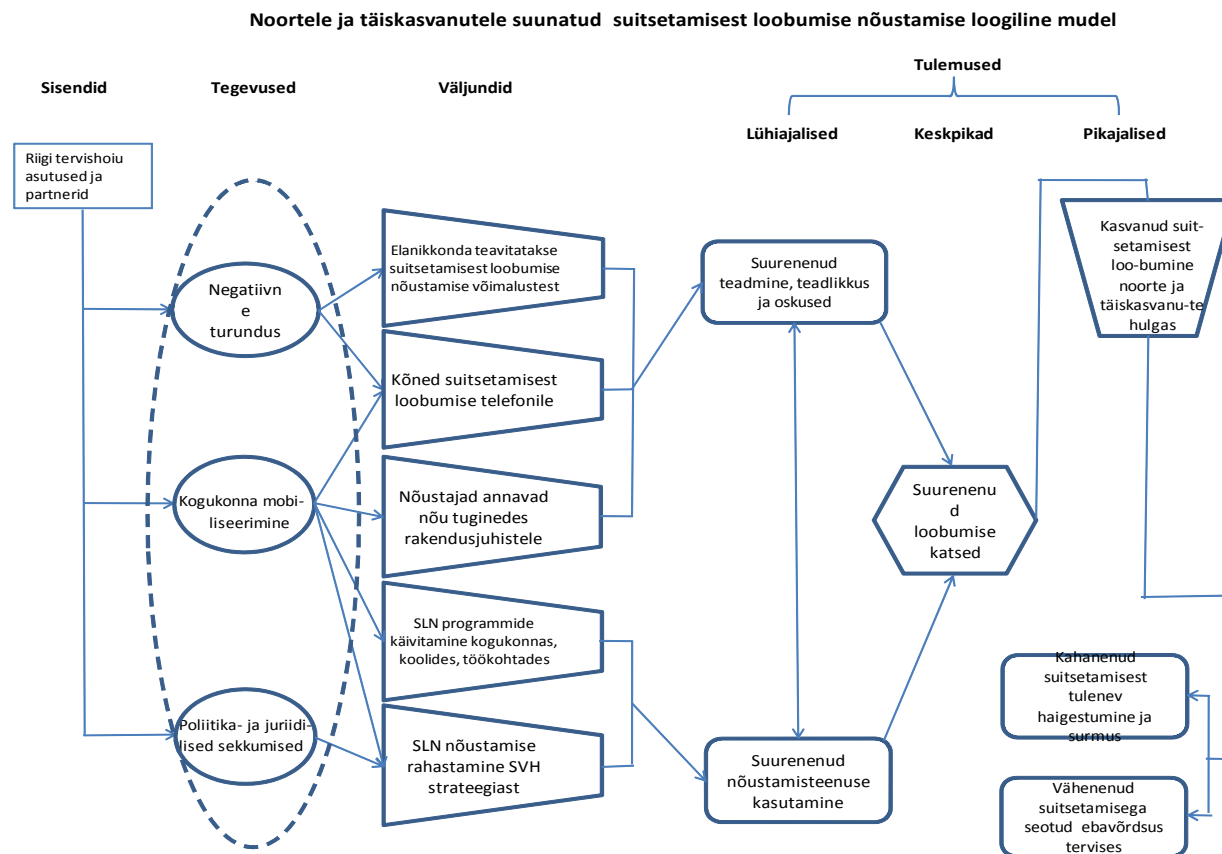 Noortele ja täiskasvanutele suunatud suitsetamisest loobumise nõustamise loogiline mudel
Tulemused
Sisendid
Tegevused
Väljundid
Lühiajalised
Keskpikad
Pikajalised
Riigi tervishoiu
asutused ja
partnerid
Negatiivn
e
turundus
Kogukonna mobi-
liseerimine
Poliitika- ja juriidi-
lised sekkumised
Elanikkonda teavitatakse
suitsetamisest loobumise
nõustamise võimalustest
Kõned suitsetamisest
loobumise telefonile
Nõustajad annavad
nõu tuginedes
rakendusjuhistele
SLN programmide
käivitamine kogukonnas,
koolides, töökohtades
SLN nõustamise
rahastamine SVH
strateegiast
Suurenenud
teadmine, teadlikkus
ja oskused
Suurenenud
nõustamisteenuse
kasutamine
Suurenenu
d
loobumise
katsed
Kasvanud suit-
setamisest
loo-bumine
noorte ja
täiskasvanu-te
hulgas
Kahanenud
suitsetamisest
tulenev
haigestumine ja
surmus
Vähenenud
suitsetamisega
seotud ebavõrdsus
tervises